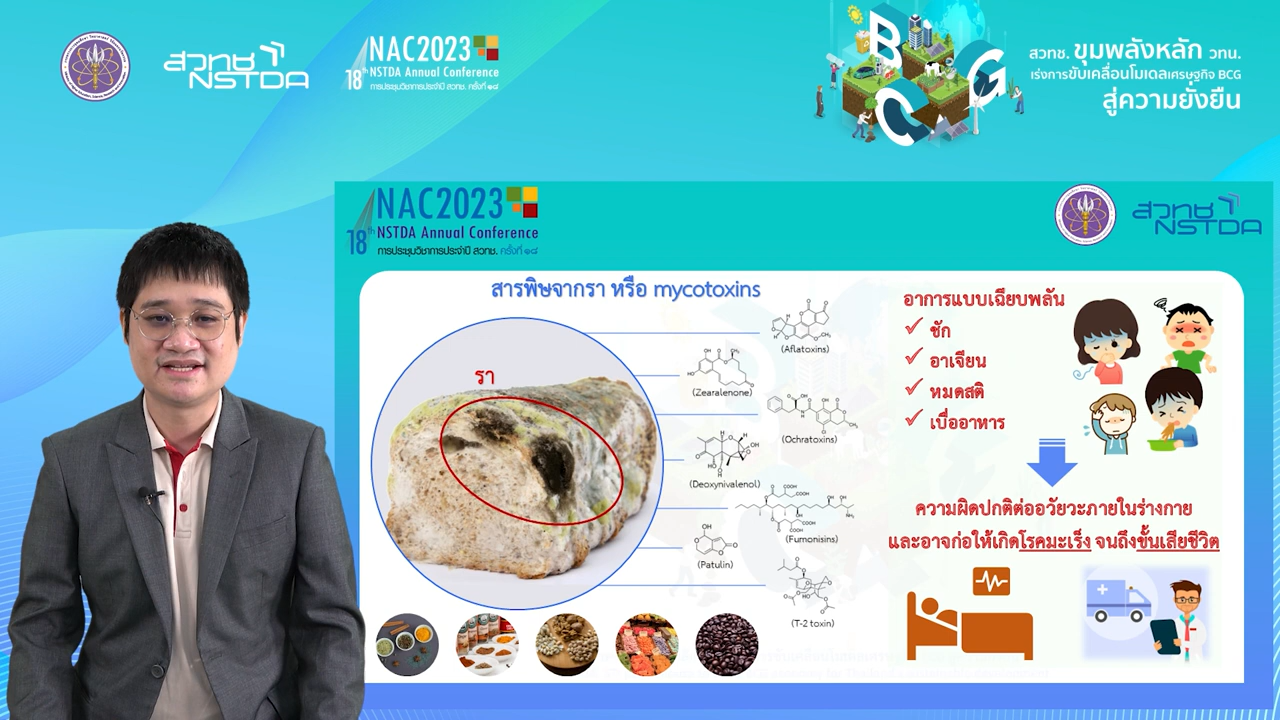 สวทช
NSTDA
NAC2023
18th NSTDA Annual Conference
การประชุมวิชาการประจำปี สวทช. ครั้งที่ ๑๘
BCG
สวทช. ขุมพลังหลัก วทน.
เร่งการขับเคลื่อนโมเดลเศรษฐกิจ BCG
สู่ความยั่งยืน
NAC2023
18th NSTDA Annual Conference
การประชุมวิชาการประจำปี สวทช. ครั้งที่ ๑๘
สวทช
NSTDA
สารพิษจากรา หรือ mycotoxins
รา
(Aflatoxins)
(Zearalenone)
(Ochratoxins)
(Deoxynivalenol)
(Fumonisins)
(Patulin)
(T-2 toxin)
อาการแบบเฉียบพลัน
✓ ชัก
✓ อาเจียน
✓ หมดสติ
✓ เบื่ออาหาร
ความผิดปกติต่ออวัยวะภายในร่างกาย
และอาจก่อให้เกิดโรคมะเร็ง จนถึงขั้นเสียชีวิต